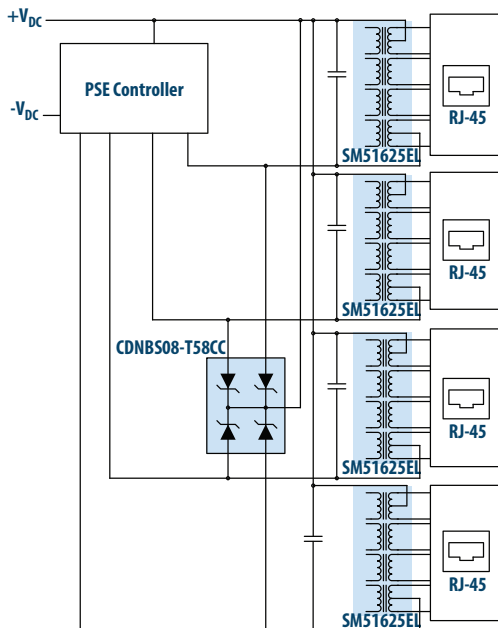 +VDC
PSE Controller
-VDC
RJ-45
SM51625EL
RJ-45
SM51625EL
CDNBS08-T58CC
RJ-45
SM51625EL
RJ-45
SM51625EL